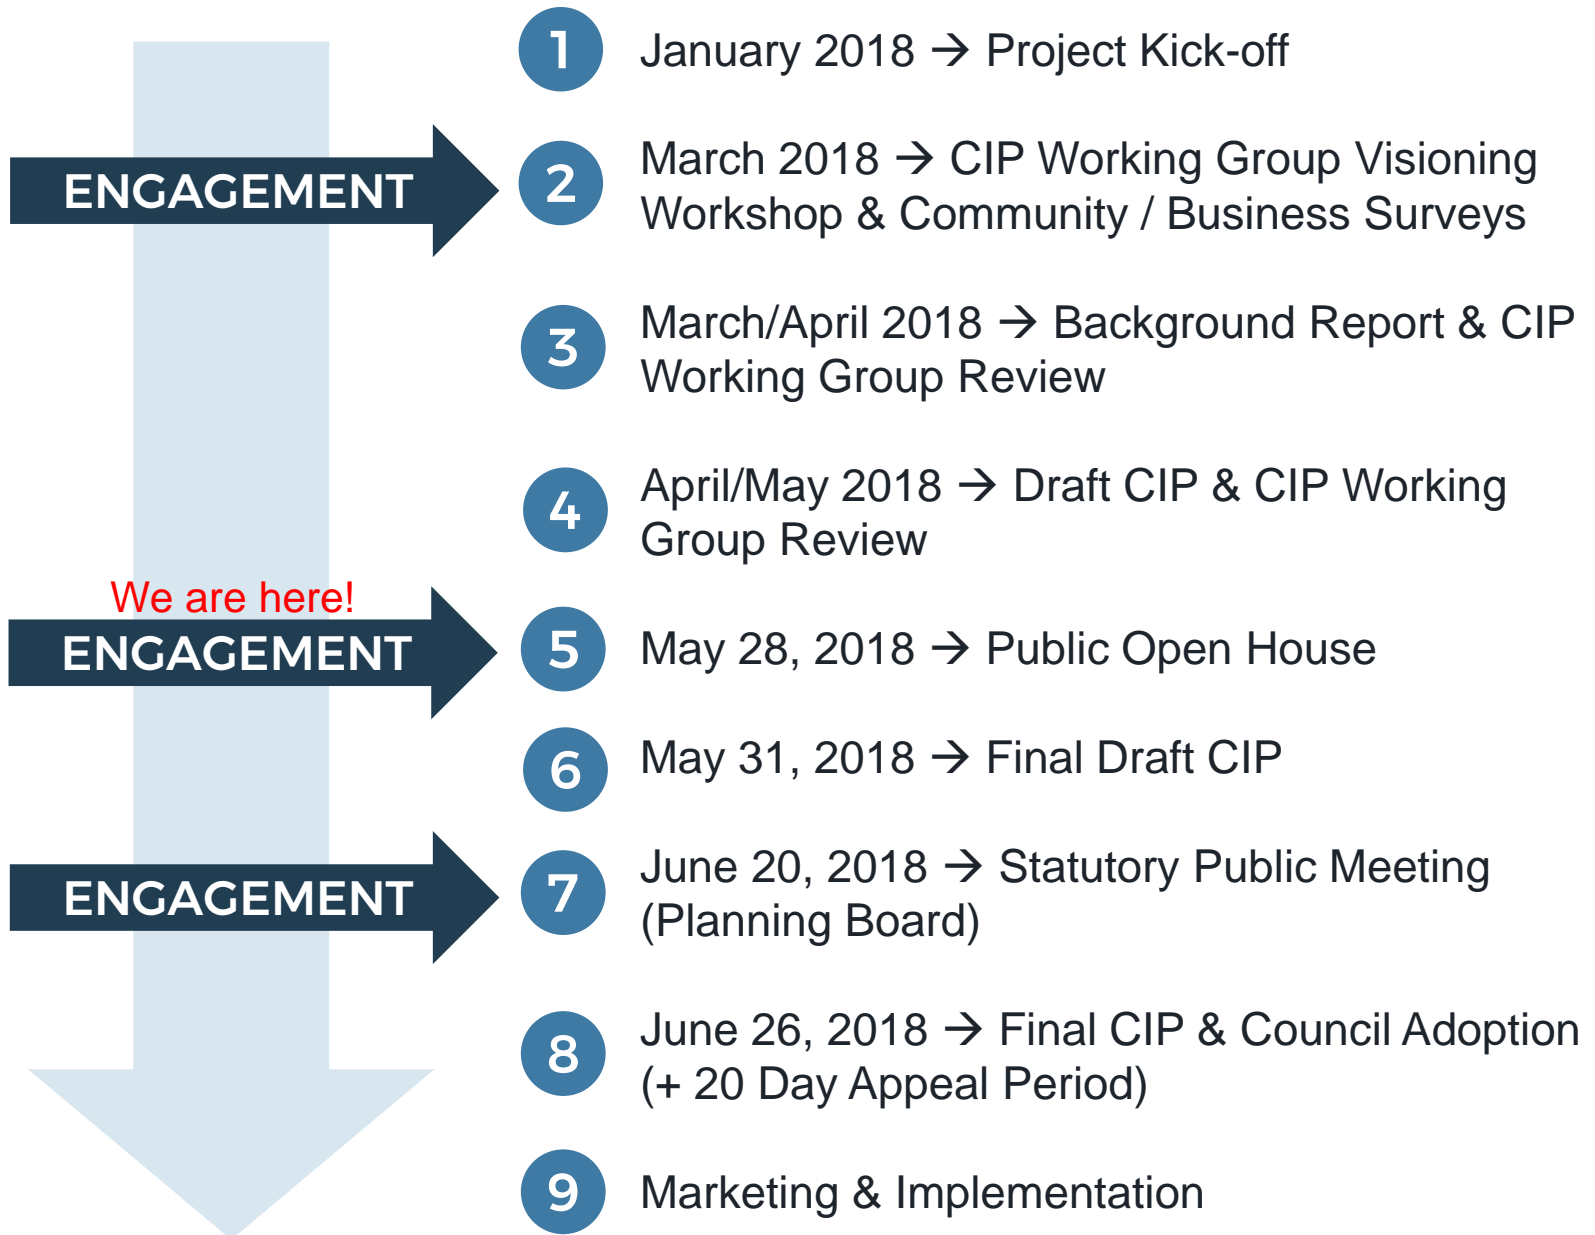 1 January 2018 → Project Kick-off
ENGAGEMENT
2 March 2018 → CIP Working Group Visioning
Workshop & Community / Business Surveys
3 March/April 2018 → Background Report & CIP
Working Group Review
4 April/May 2018 → Draft CIP & CIP Working
Group Review
We are here!
ENGAGEMENT
5 May 28, 2018 → Public Open House
6 May 31, 2018 → Final Draft CIP
ENGAGEMENT
7 June 20, 2018 → Statutory Public Meeting
(Planning Board)
8 June 26, 2018 → Final CIP & Council Adoption
(+ 20 Day Appeal Period)
9 Marketing & Implementation